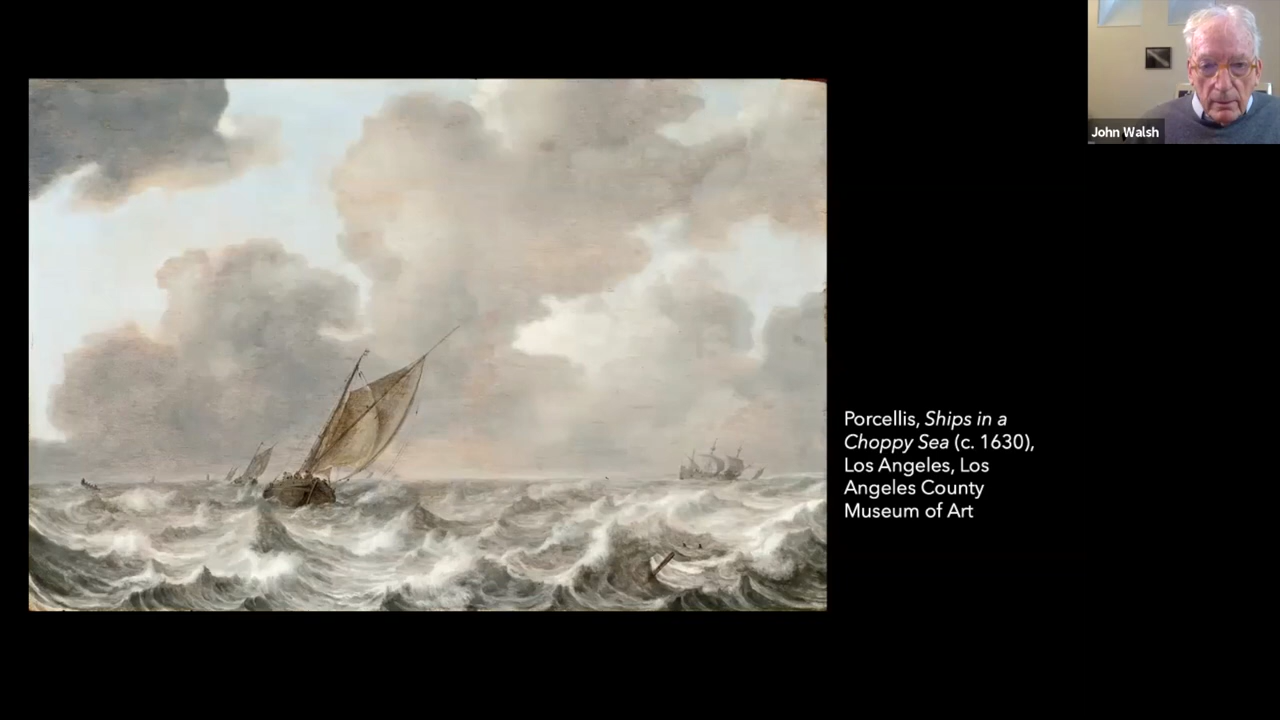 John Walsh
Porcellis, Ships in a
Choppy Sea (c. 1630),
Los Angeles, Los
Angeles County
Museum of Art